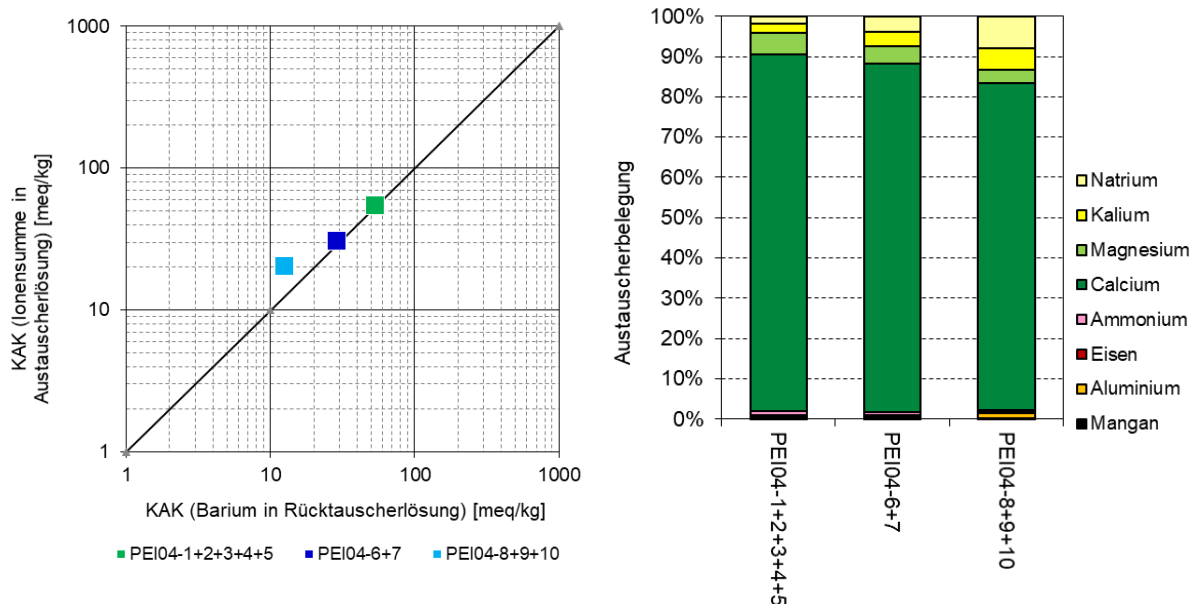 1000
100
10
1
1
10
100
1000
KAK (Ionensumme in
Austauscherlösung) [meq/kg]
KAK (Barium in Rücktauscherlösung) [meq/kg]
PEI04-1+2+3+4+5
PEI04-6+7
PEI04-8+9+10
100%
90%
80%
70%
60%
50%
40%
30%
20%
10%
0%
Austauscherbelegung
PEI04-1+2+3+4+5
PEI04-6+7
PEI04-8+9+10
Natrium
Kalium
Magnesium
Calcium
Ammonium
Eisen
Aluminium
Mangan